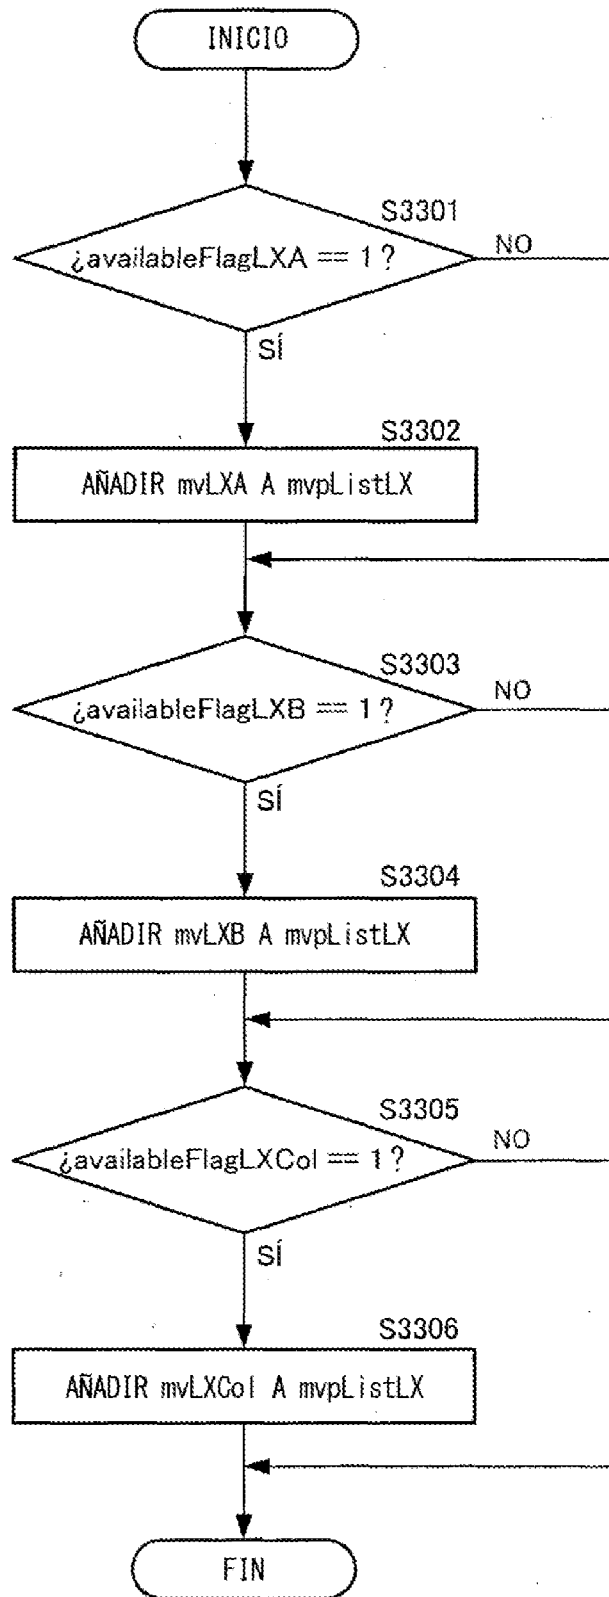 INICIO
S3301
¿availableFlagLXA == 1?
NO
SÍ
S3302
AÑADIR mvLXA A mvpListLX
S3303
¿availableFlagLXB == 1?
NO
SÍ
S3304
AÑADIR mvLXB A mvpListLX
S3305
¿availableFlagLXCol == 1?
NO
SÍ
S3306
AÑADIR mvLXCol A mvpListLX
FIN